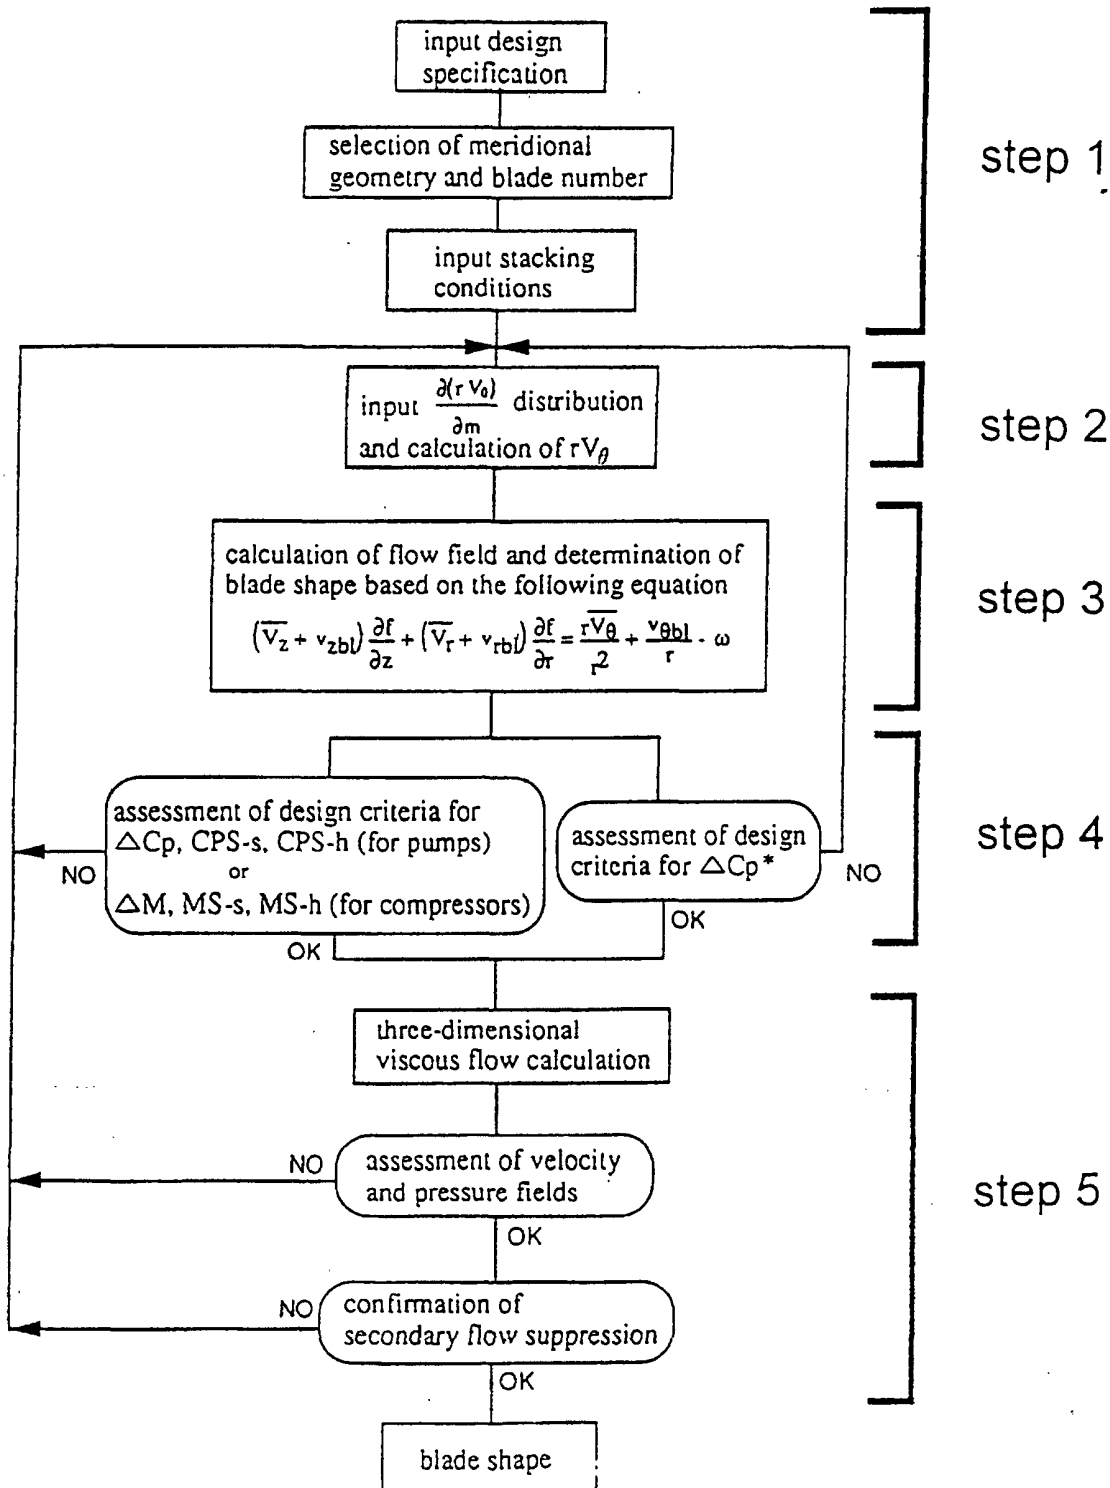 input design
specification
step 1
selection of meridional
geometry and blade number
input stacking
conditions
input ∂(r Vθ)/∂m distribution
and calculation of rVθ
step 2
calculation of flow field and determination of
blade shape based on the following equation
(V̅z + vzbl) ∂f/∂z + (V̅r + vrbl) ∂f/∂r = rV̅θ/r² + vθbl/r - ω
step 3
assessment of design criteria for
△Cp, CPS-s, CPS-h (for pumps)
or
△M, MS-s, MS-h (for compressors)
NO
OK
assessment of design
criteria for △Cp*
NO
OK
step 4
three-dimensional
viscous flow calculation
NO
assessment of velocity
and pressure fields
OK
step 5
NO
confirmation of
secondary flow suppression
OK
blade shape